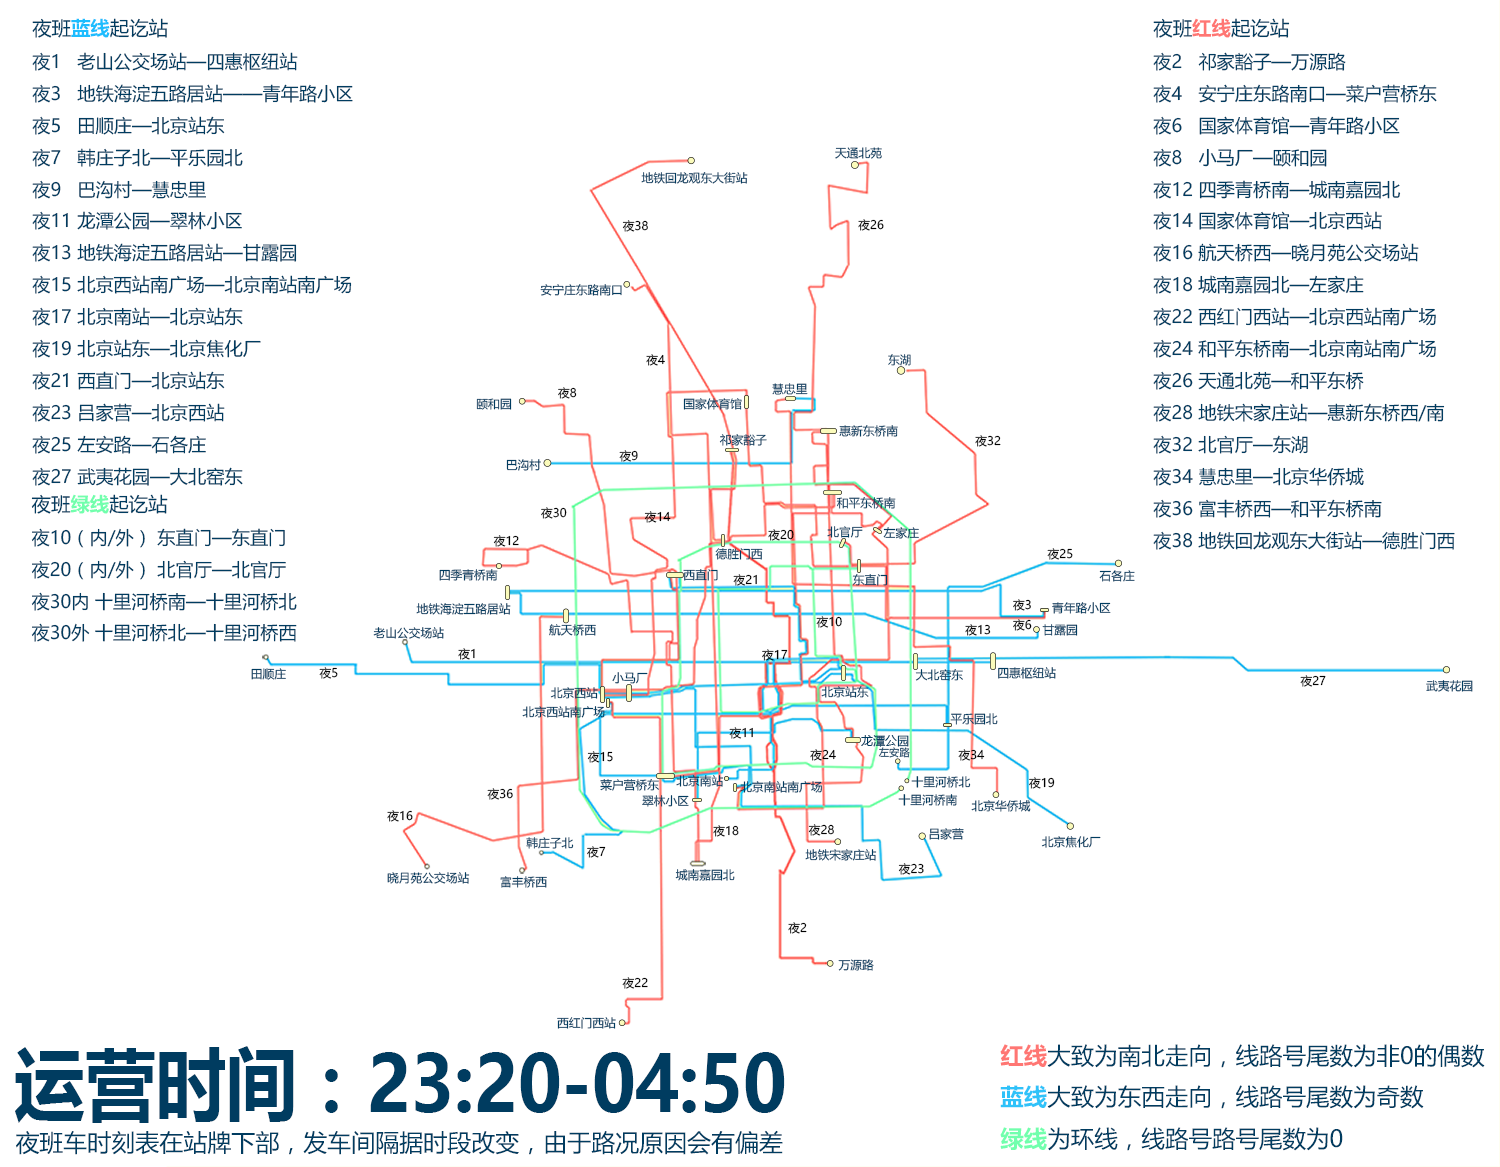 夜班蓝线起讫站
夜1 老山公交场站—四惠枢纽站
夜3 地铁海淀五路居站——青年路小区
夜5 田顺庄—北京站东
夜7 韩庄子北—平乐园北
夜9 巴沟村—慧忠里
夜11 龙潭公园—翠林小区
夜13 地铁海淀五路居站—甘露园
夜15 北京西站南广场—北京南站南广场
夜17 北京南站—北京站东
夜19 北京站东—北京焦化厂
夜21 西直门—北京站东
夜23 吕家营—北京西站
夜25 左安路—石各庄
夜27 武夷花园—大北窑东
夜班绿线起讫站
夜10（内/外） 东直门—东直门
夜20（内/外） 北官厅—北官厅
夜30内 十里河桥南—十里河桥北
夜30外 十里河桥北—十里河桥西
夜班红线起讫站
夜2 祁家豁子—万源路
夜4 安宁庄东路南口—菜户营桥东
夜6 国家体育馆—青年路小区
夜8 小马厂—颐和园
夜12 四季青桥南—城南嘉园北
夜14 国家体育馆—北京西站
夜16 航天桥西—晓月苑公交场站
夜18 城南嘉园北—左家庄
夜22 西红门西站—北京西站南广场
夜24 和平东桥南—北京南站南广场
夜26 天通北苑—和平东桥
夜28 地铁宋家庄站—惠新东桥西/南
夜32 北官厅—东湖
夜34 慧忠里—北京华侨城
夜36 富丰桥西—和平东桥南
夜38 地铁回龙观东大街站—德胜门西
天通北苑
地铁回龙观东大街站
夜38
夜26
安宁庄东路南口
夜4
东湖
夜8
颐和园
国家体育馆
慧忠里
惠新东桥南
祁家豁子
夜32
巴沟村
夜9
夜30
夜14
和平东桥南
北官厅
左家庄
夜12
德胜门西
夜20
夜25
四季青桥南
西直门
夜21
东直门
石各庄
地铁海淀五路居站
夜3
青年路小区
航天桥西
夜10
夜13
夜6
甘露园
老山公交场站
夜1
夜17
田顺庄
夜5
小马厂
北京西站
北京站东
大北窑东
四惠枢纽站
夜27
武夷花园
北京西站南广场
平乐园北
夜11
龙潭公园
左安路
夜15
夜24
夜34
夜19
菜户营桥东
北京南站
北京南站南广场
十里河桥北
十里河桥南
北京华侨城
夜36
翠林小区
夜16
夜18
夜28
吕家营
北京焦化厂
韩庄子北
夜7
地铁宋家庄站
夜23
晓月苑公交场站
富丰桥西
城南嘉园北
夜2
万源路
夜22
西红门西站
运营时间：23:20-04:50
夜班车时刻表在站牌下部，发车间隔据时段改变，由于路况原因会有偏差
红线大致为南北走向，线路号尾数为非0的偶数
蓝线大致为东西走向，线路号尾数为奇数
绿线为环线，线路号路号尾数为0